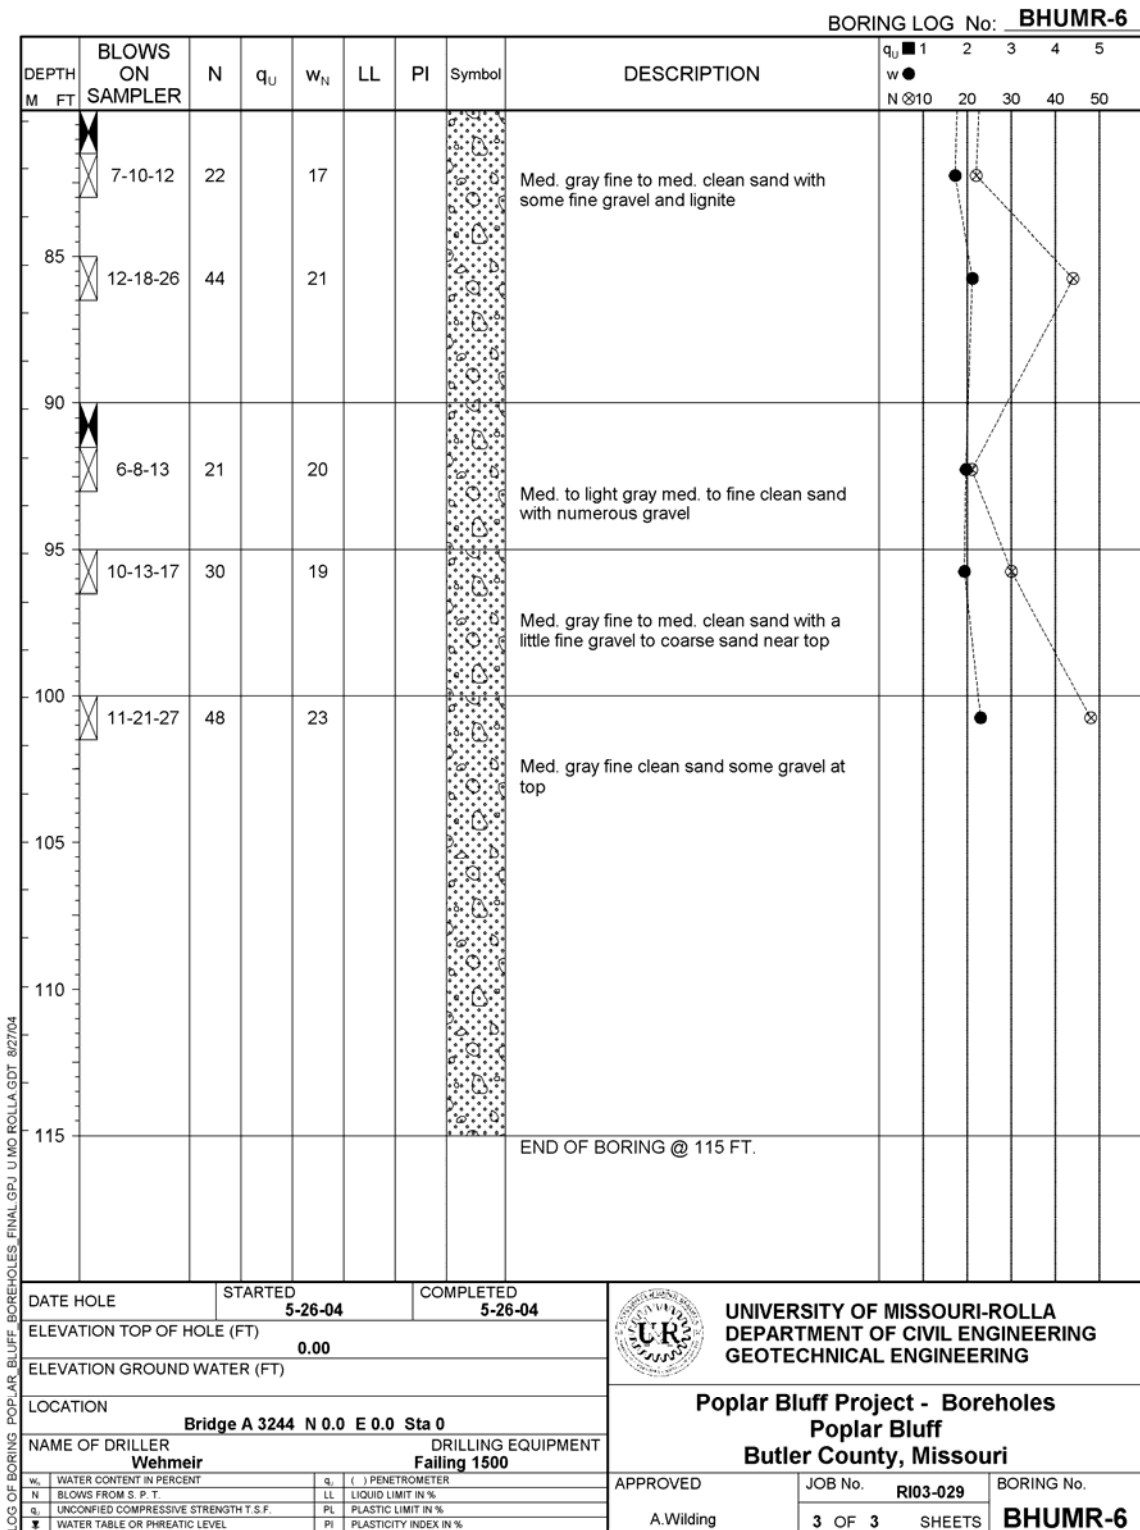 BORING LOG No: BHUMR-6
DEPTH M FT BLOWS ON SAMPLER N qU wN LL PI Symbol DESCRIPTION
qU ■ 1 2 3 4 5
w ●
N ⊗ 10 20 30 40 50
7-10-12 22 17
Med. gray fine to med. clean sand with
some fine gravel and lignite
85
12-18-26 44 21
90
6-8-13 21 20
Med. to light gray med. to fine clean sand
with numerous gravel
95
10-13-17 30 19
Med. gray fine to med. clean sand with a
little fine gravel to coarse sand near top
100
11-21-27 48 23
Med. gray fine clean sand some gravel at
top
105
110
115
END OF BORING @ 115 FT.
LOG OF BORING POPLAR_BLUFF_BOREHOLES_FINAL.GPJ U MO ROLLA.GDT 8/27/04
DATE HOLE STARTED 5-26-04 COMPLETED 5-26-04
ELEVATION TOP OF HOLE (FT)
0.00
ELEVATION GROUND WATER (FT)
LOCATION
Bridge A 3244 N 0.0 E 0.0 Sta 0
NAME OF DRILLER DRILLING EQUIPMENT
Wehmeir Failing 1500
wN WATER CONTENT IN PERCENT qU ( ) PENETROMETER
N BLOWS FROM S. P. T. LL LIQUID LIMIT IN %
qU UNCONFIED COMPRESSIVE STRENGTH T.S.F. PL PLASTIC LIMIT IN %
WATER TABLE OR PHREATIC LEVEL PI PLASTICITY INDEX IN %
UR
UNIVERSITY OF MISSOURI-ROLLA
DEPARTMENT OF CIVIL ENGINEERING
GEOTECHNICAL ENGINEERING
Poplar Bluff Project - Boreholes
Poplar Bluff
Butler County, Missouri
APPROVED JOB No. RI03-029 BORING No.
A.Wilding 3 OF 3 SHEETS BHUMR-6